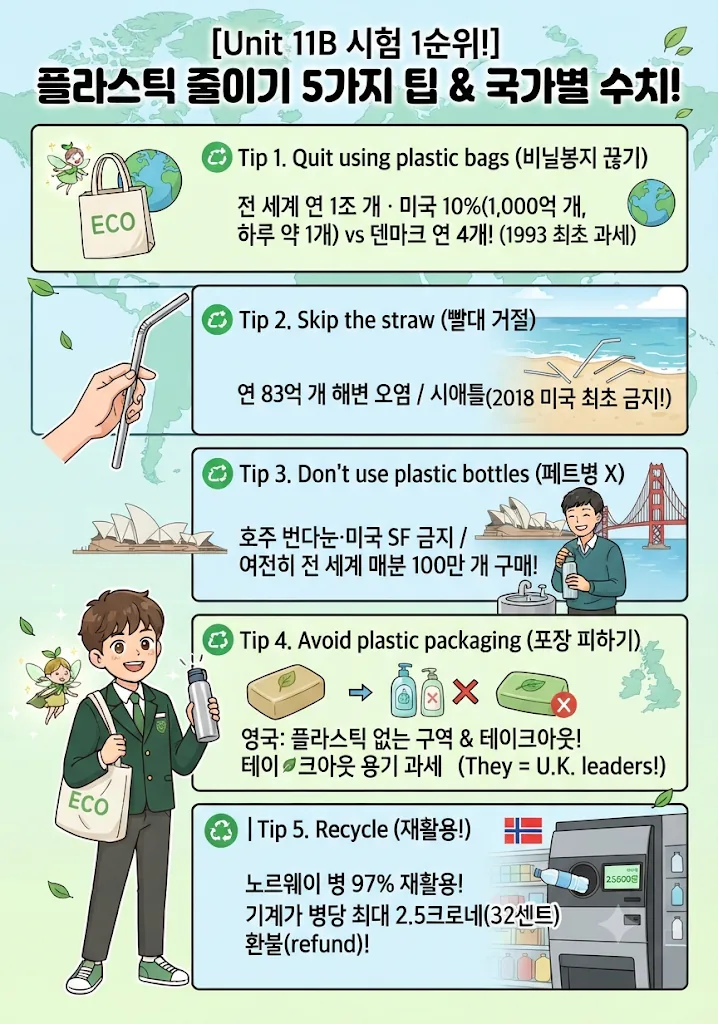 [Unit 11B 시험 1순위!]
플라스틱 줄이기 5가지 팁 & 국가별 수치!
Tip 1. Quit using plastic bags (비닐봉지 끊기)
ECO
전 세계 연 1조 개 · 미국 10%(1,000억 개,
하루 약 1개) vs 덴마크 연 4개! (1993 최초 과세)
Tip 2. Skip the straw (빨대 거절)
연 83억 개 해변 오염 / 시애틀(2018 미국 최초 금지!)
Tip 3. Don't use plastic bottles (페트병 X)
호주 번다눈·미국 SF 금지 /
여전히 전 세계 매분 100만 개 구매!
Tip 4. Avoid plastic packaging (포장 피하기)
영국: 플라스틱 없는 구역 & 테이크아웃!
테이크아웃 용기 과세 (They = U.K. leaders!)
ECO
| Tip 5. Recycle (재활용!)
노르웨이 병 97% 재활용!
기계가 병당 최대 2.5크로네(32센트)
환불(refund)!